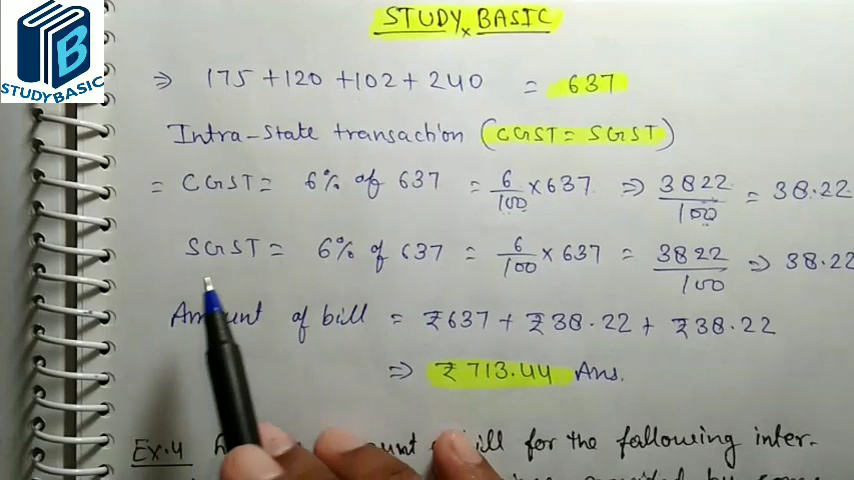 STUDY BASIC
B
STUDYBASIC
⇒ 175 + 120 + 102 + 240 = 637
Intra-State transaction (CGST = SGST)
= CGST = 6% of 637 = 6/100 × 637 ⇒ 3822/100 = 38.22
SGST = 6% of 637 = 6/100 × 637 = 3822/100 ⇒ 38.22
Amount of bill = ₹637 + ₹38.22 + ₹38.22
⇒ ₹713.44 Ans.
Ex.4 bill for the following inter-